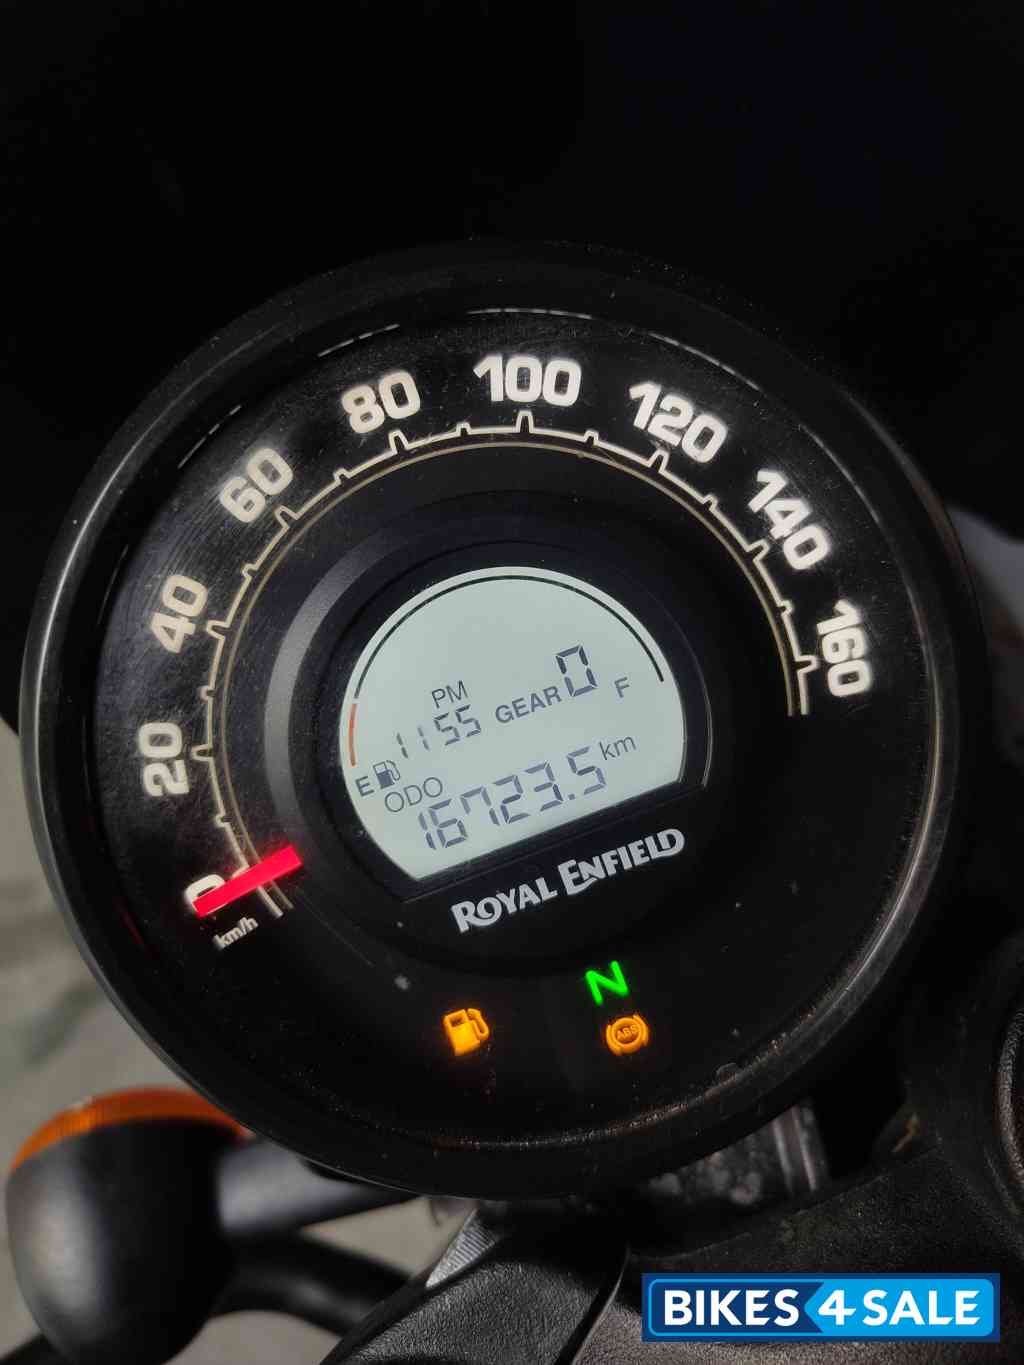 0
20
40
60
80
100
120
140
160
km/h
PM
11 55 GEAR 0
E F
ODO
16723.5 km
ROYAL ENFIELD
N
ABS
BIKES4SALE